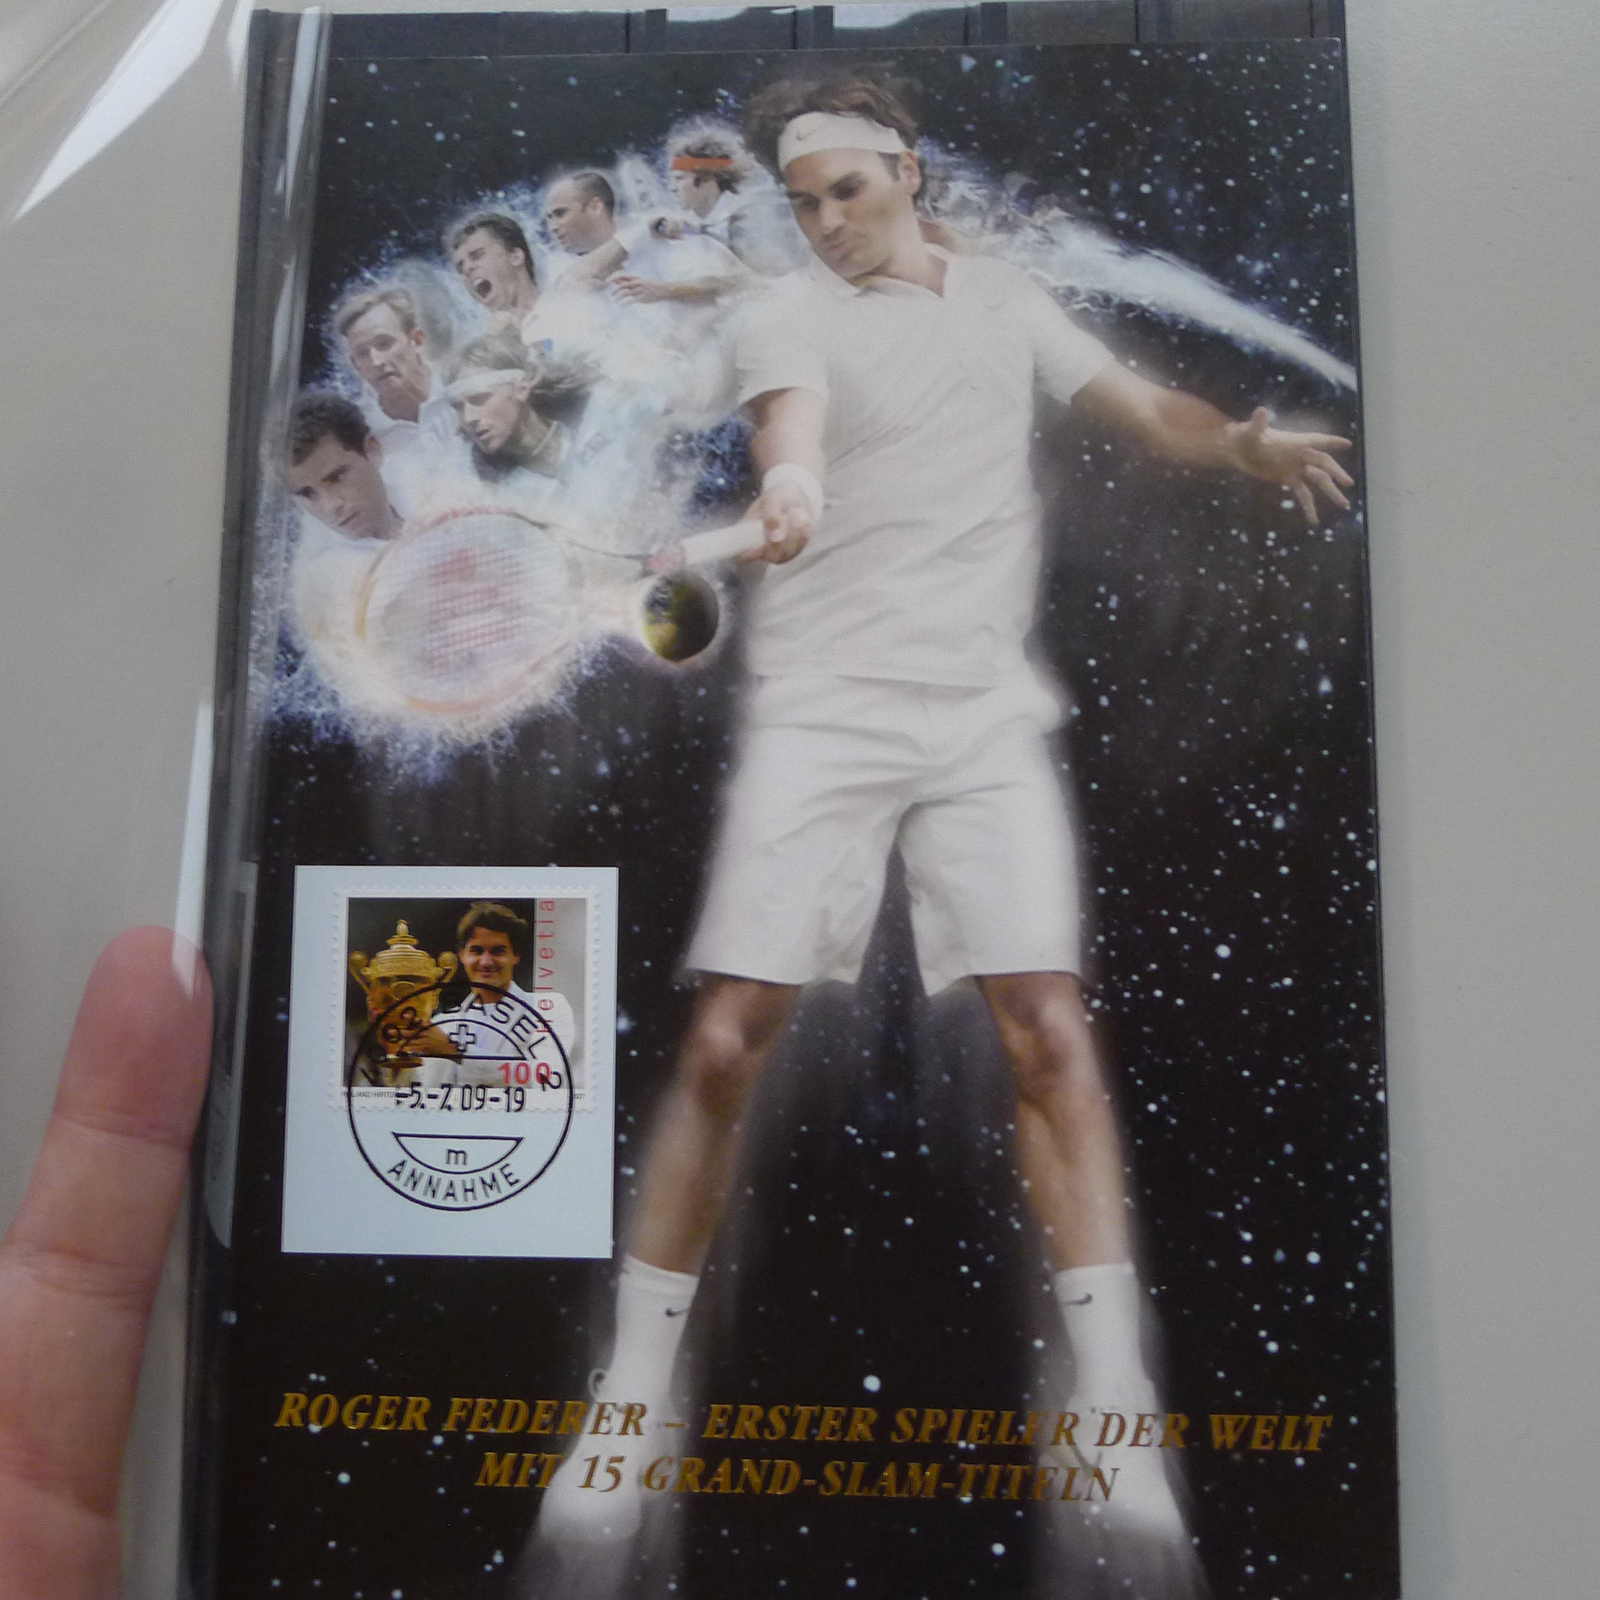 helvetia
100
BASEL 2
-5.-7.09-19
m
ANNAHME
ROGER FEDERER – ERSTER SPIELER DER WELT
MIT 15 GRAND-SLAM-TITELN